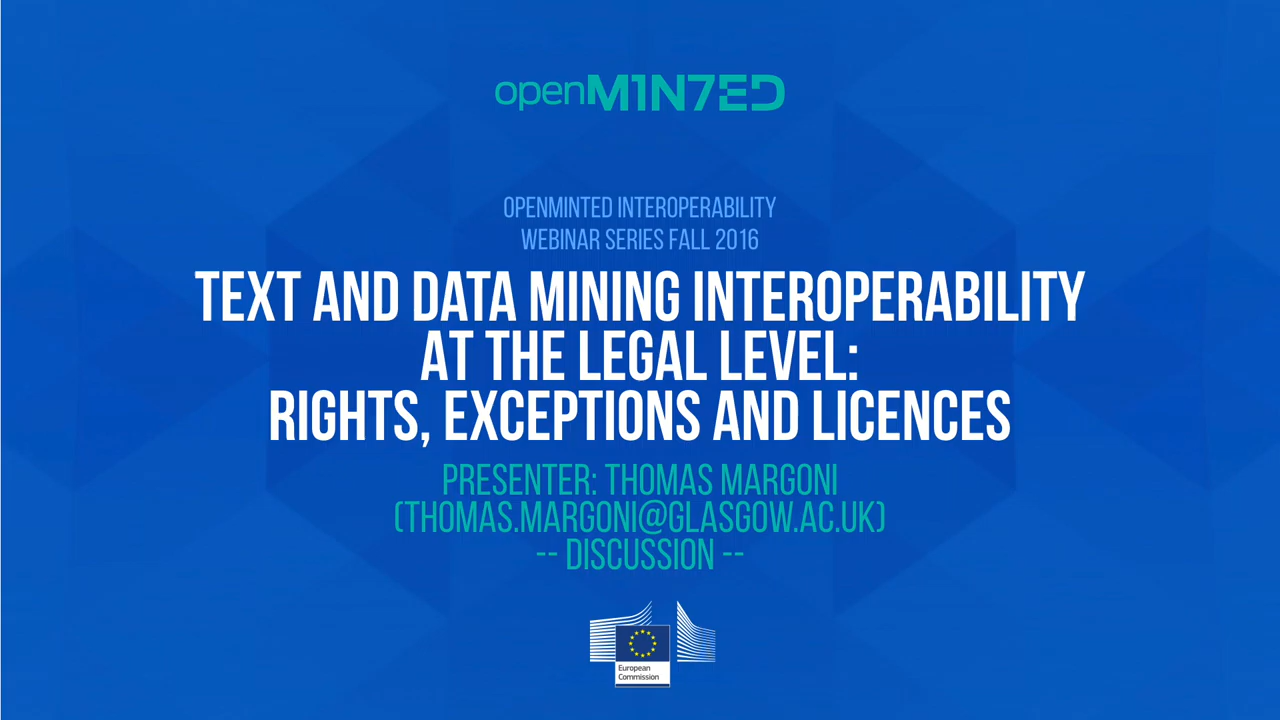 openM1N7ED
OPENMINTED INTEROPERABILITY
WEBINAR SERIES FALL 2016
TEXT AND DATA MINING INTEROPERABILITY
AT THE LEGAL LEVEL:
RIGHTS, EXCEPTIONS AND LICENCES
PRESENTER: THOMAS MARGONI
(THOMAS.MARGONI@GLASGOW.AC.UK)
-- DISCUSSION --
European
Commission